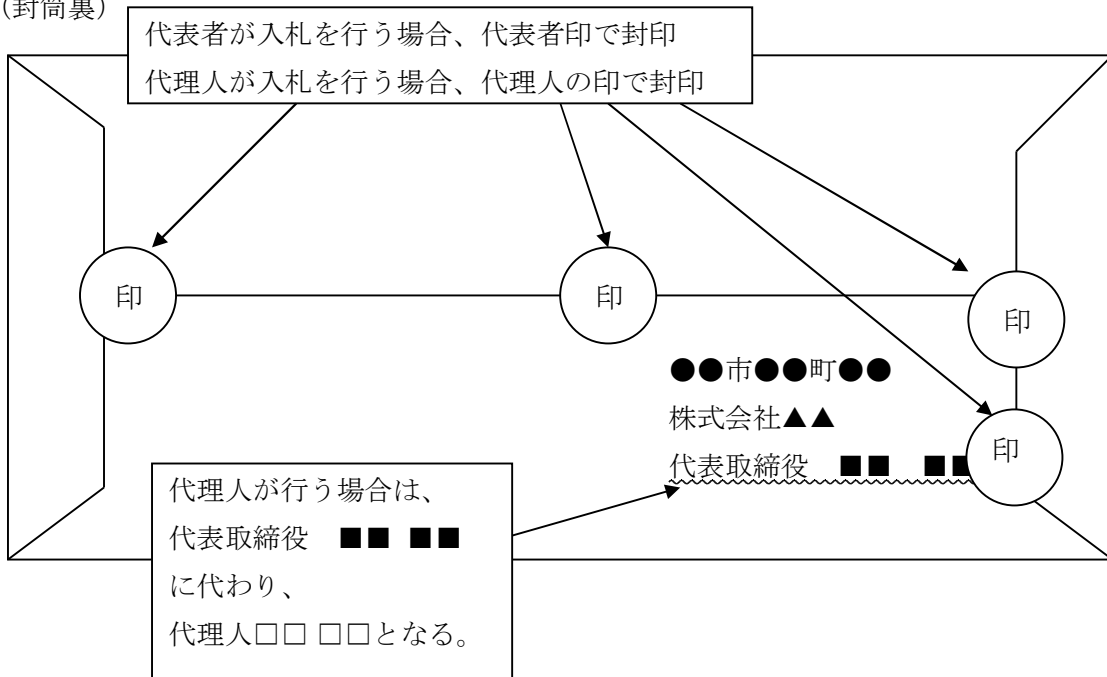 （封筒裏）
代表者が入札を行う場合、代表者印で封印
代理人が入札を行う場合、代理人の印で封印
印
印
印
●●市●●町●●
株式会社▲▲
代表取締役　■■　■■
印
代理人が行う場合は、
代表取締役　■■ ■■
に代わり、
代理人□□ □□となる。